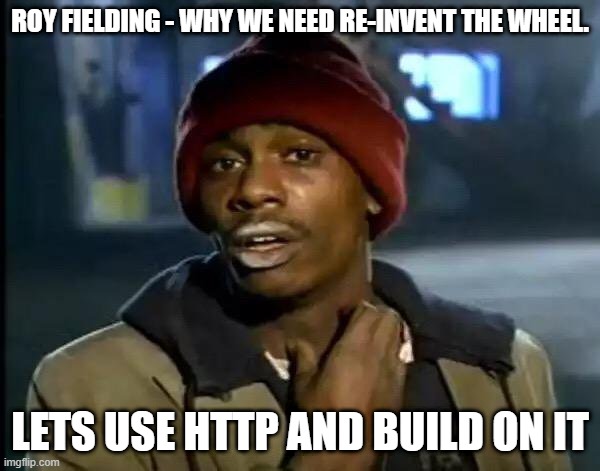 ROY FIELDING - WHY WE NEED RE-INVENT THE WHEEL.
LETS USE HTTP AND BUILD ON IT
imgflip.com